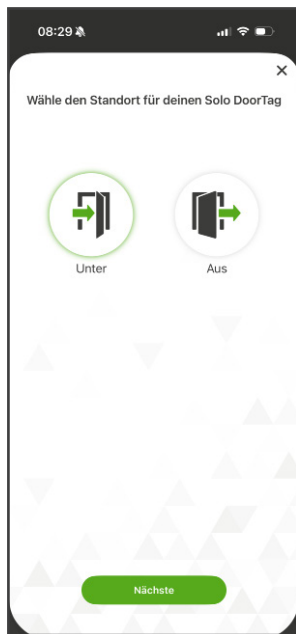 08:29
Wähle den Standort für deinen Solo DoorTag
Unter
Aus
Nächste